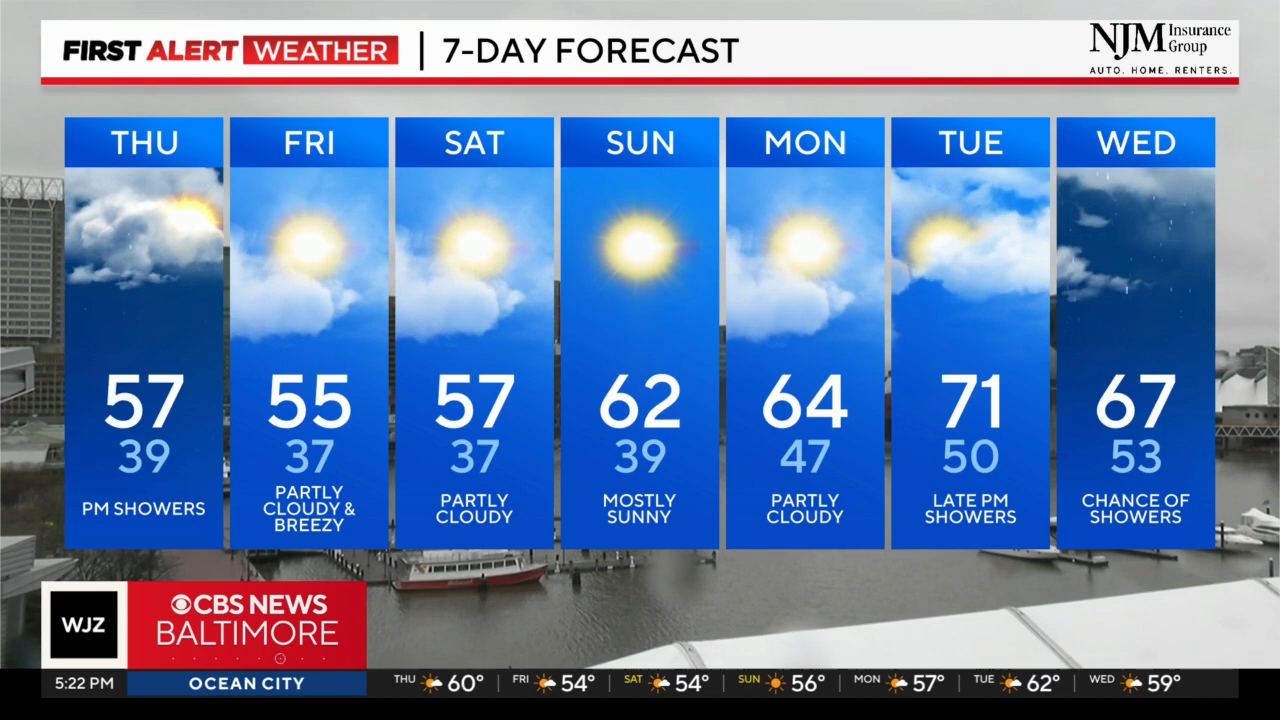 FIRST ALERT WEATHER | 7-DAY FORECAST
NJM Insurance Group
AUTO. HOME. RENTERS.
THU
57
39
PM SHOWERS
FRI
55
37
PARTLY
CLOUDY &
BREEZY
SAT
57
37
PARTLY
CLOUDY
SUN
62
39
MOSTLY
SUNNY
MON
64
47
PARTLY
CLOUDY
TUE
71
50
LATE PM
SHOWERS
WED
67
53
CHANCE OF
SHOWERS
WJZ
CBS NEWS
BALTIMORE
5:22 PM
OCEAN CITY
THU 60° | FRI 54° | SAT 54° | SUN 56° | MON 57° | TUE 62° | WED 59°